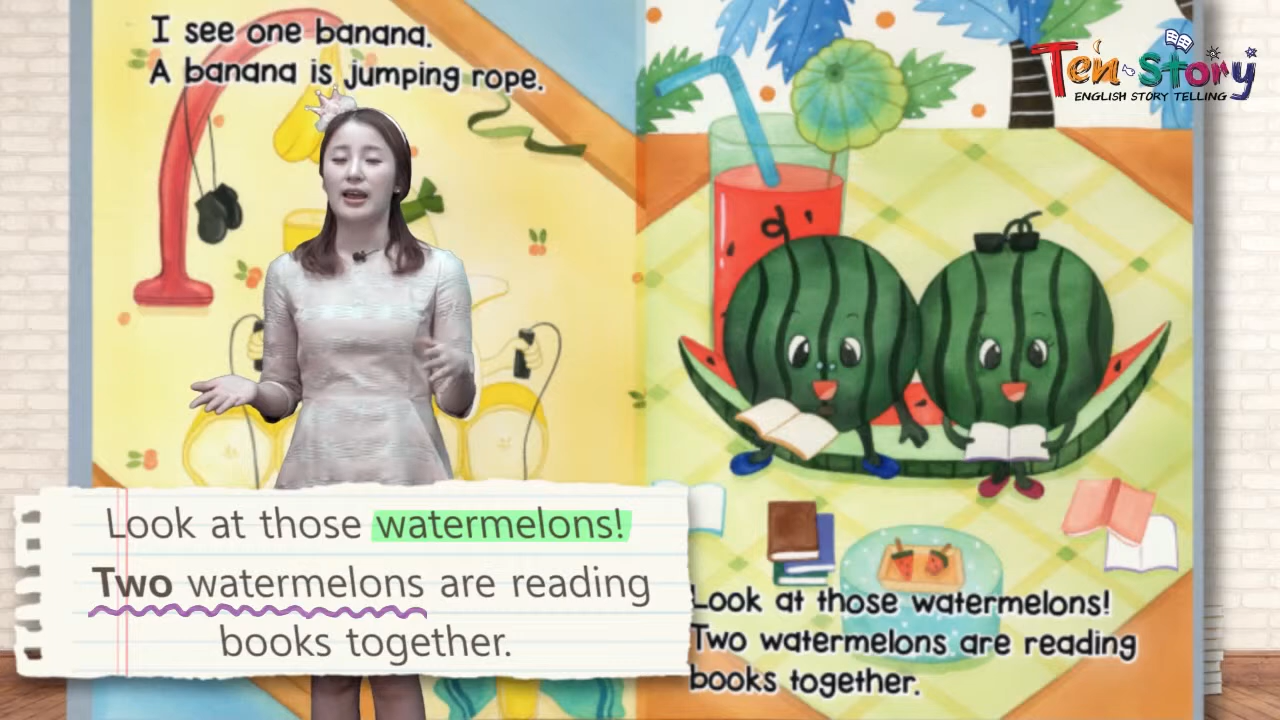 I see one banana.
A banana is jumping rope.
Ten Story
ENGLISH STORY TELLING
Look at those watermelons!
Two watermelons are reading
books together.
Look at those watermelons!
Two watermelons are reading
books together.